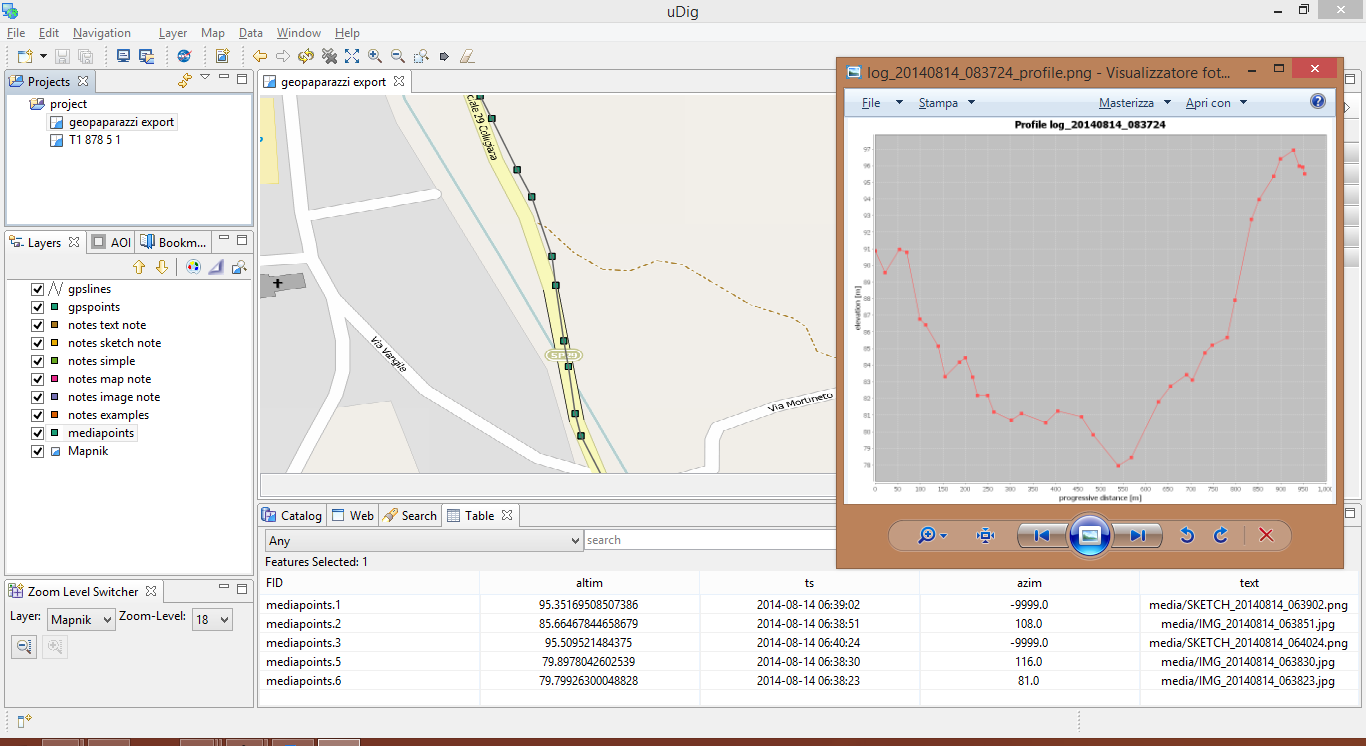 uDig
File Edit Navigation Layer Map Data Window Help
Projects
project
geopaparazzi export
T1 878 5 1
Layers AOI Bookm...
gpslines
gpspoints
notes text note
notes sketch note
notes simple
notes map note
notes image note
notes examples
mediapoints
Mapnik
Zoom Level Switcher
Layer: Mapnik Zoom-Level: 18
geopaparazzi export
ciale 29 Colligiana
Via Vangile
Via Mortineto
log_20140814_083724_profile.png - Visualizzatore fot...
File Stampa Masterizza Apri con
Profile log_20140814_083724
elevation [m]
97
96
95
94
93
92
91
90
89
88
87
86
85
84
83
82
81
80
79
78
0 50 100 150 200 250 300 350 400 450 500 550 600 650 700 750 800 850 900 950 1,00
progressive distance [m]
Catalog Web Search Table
Any search
Features Selected: 1
FID altim ts azim text
mediapoints.1 95.35169508507386 2014-08-14 06:39:02 -9999.0 media/SKETCH_20140814_063902.png
mediapoints.2 85.66467844658679 2014-08-14 06:38:51 108.0 media/IMG_20140814_063851.jpg
mediapoints.3 95.509521484375 2014-08-14 06:40:24 -9999.0 media/SKETCH_20140814_064024.png
mediapoints.5 79.8978042602539 2014-08-14 06:38:30 116.0 media/IMG_20140814_063830.jpg
mediapoints.6 79.79926300048828 2014-08-14 06:38:23 81.0 media/IMG_20140814_063823.jpg